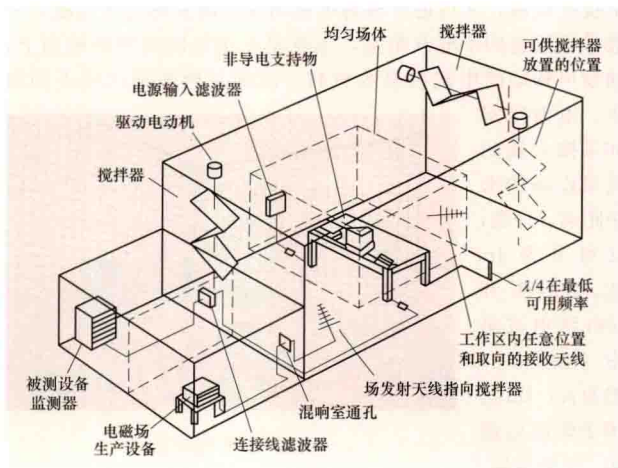 搅拌器
均匀场体
可供搅拌器
放置的位置
非导电支持物
电源输入滤波器
驱动电动机
搅拌器
λ/4在最低
可用频率
工作区内任意位置
和取向的接收天线
场发射天线指向搅拌器
被测设备
监测器
混响室通孔
电磁场
生产设备
连接线滤波器